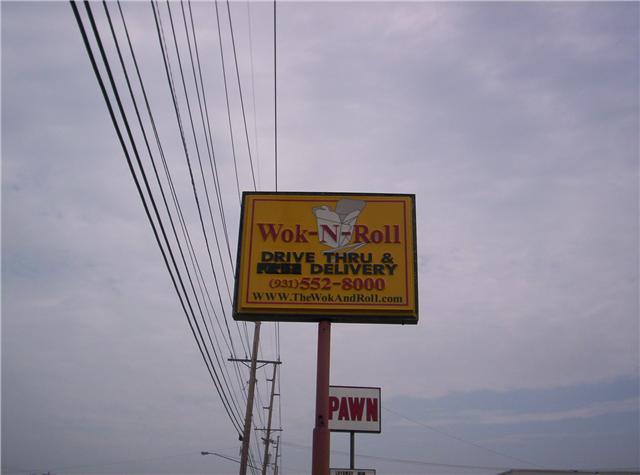 Wok-N-Roll
DRIVE THRU &
DELIVERY
(931) 552-8000
WWW.TheWokAndRoll.com
PAWN